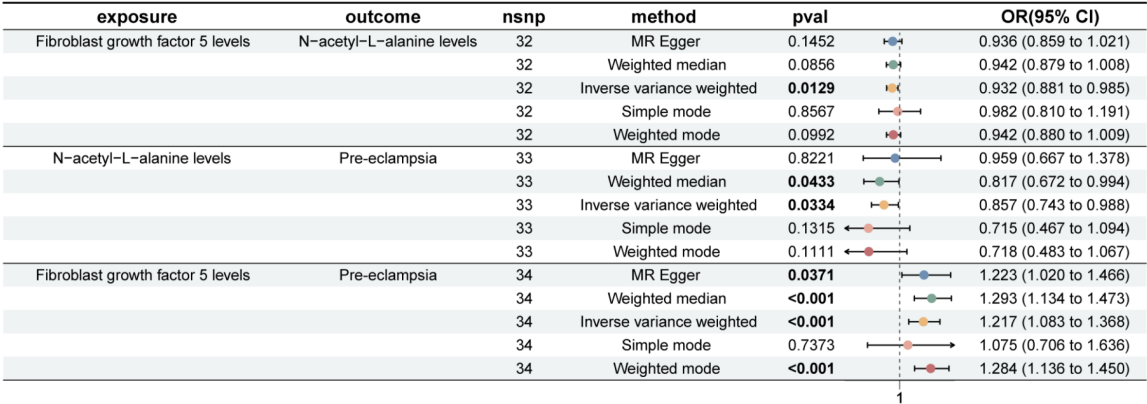 exposure outcome nsnp method pval OR(95% CI)
Fibroblast growth factor 5 levels N−acetyl−L−alanine levels 32 MR Egger 0.1452 0.936 (0.859 to 1.021)
32 Weighted median 0.0856 0.942 (0.879 to 1.008)
32 Inverse variance weighted 0.0129 0.932 (0.881 to 0.985)
32 Simple mode 0.8567 0.982 (0.810 to 1.191)
32 Weighted mode 0.0992 0.942 (0.880 to 1.009)
N−acetyl−L−alanine levels Pre−eclampsia 33 MR Egger 0.8221 0.959 (0.667 to 1.378)
33 Weighted median 0.0433 0.817 (0.672 to 0.994)
33 Inverse variance weighted 0.0334 0.857 (0.743 to 0.988)
33 Simple mode 0.1315 0.715 (0.467 to 1.094)
33 Weighted mode 0.1111 0.718 (0.483 to 1.067)
Fibroblast growth factor 5 levels Pre−eclampsia 34 MR Egger 0.0371 1.223 (1.020 to 1.466)
34 Weighted median <0.001 1.293 (1.134 to 1.473)
34 Inverse variance weighted <0.001 1.217 (1.083 to 1.368)
34 Simple mode 0.7373 1.075 (0.706 to 1.636)
34 Weighted mode <0.001 1.284 (1.136 to 1.450)
1